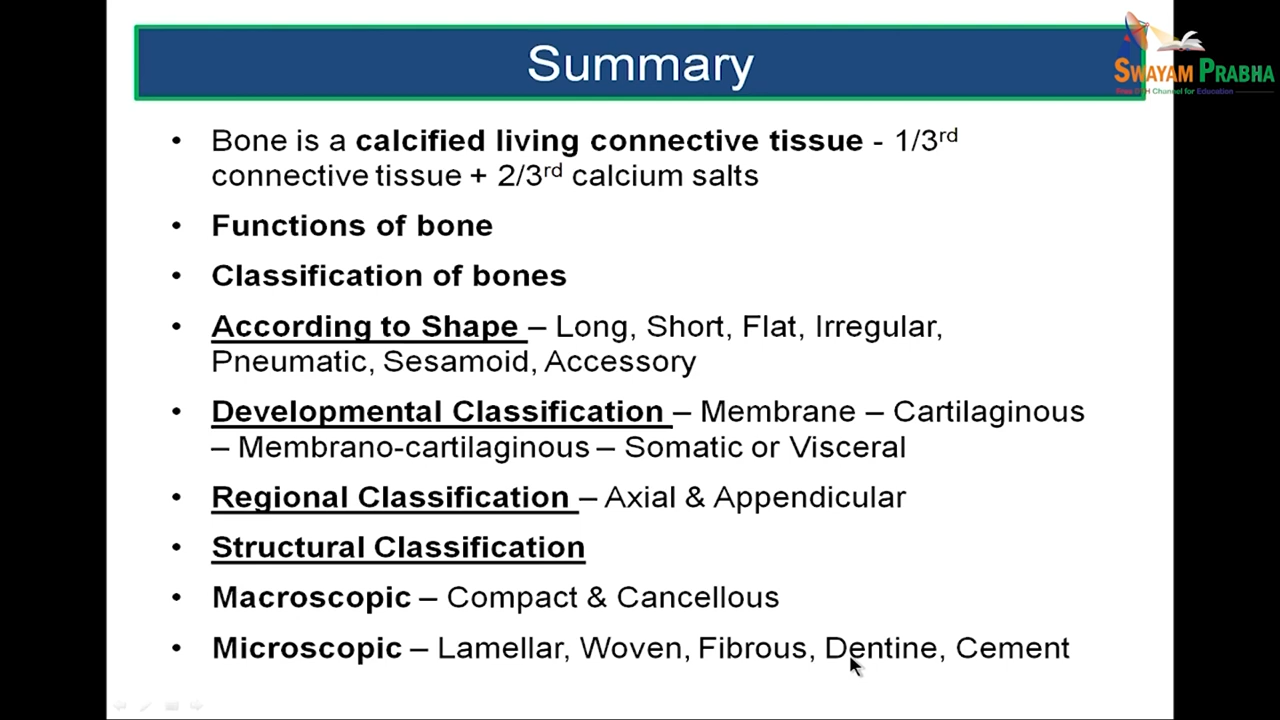 Summary
SWAYAM PRABHA
• Bone is a calcified living connective tissue - 1/3rd
connective tissue + 2/3rd calcium salts
• Functions of bone
• Classification of bones
• According to Shape – Long, Short, Flat, Irregular,
Pneumatic, Sesamoid, Accessory
• Developmental Classification – Membrane – Cartilaginous
– Membrano-cartilaginous – Somatic or Visceral
• Regional Classification – Axial & Appendicular
• Structural Classification
• Macroscopic – Compact & Cancellous
• Microscopic – Lamellar, Woven, Fibrous, Dentine, Cement